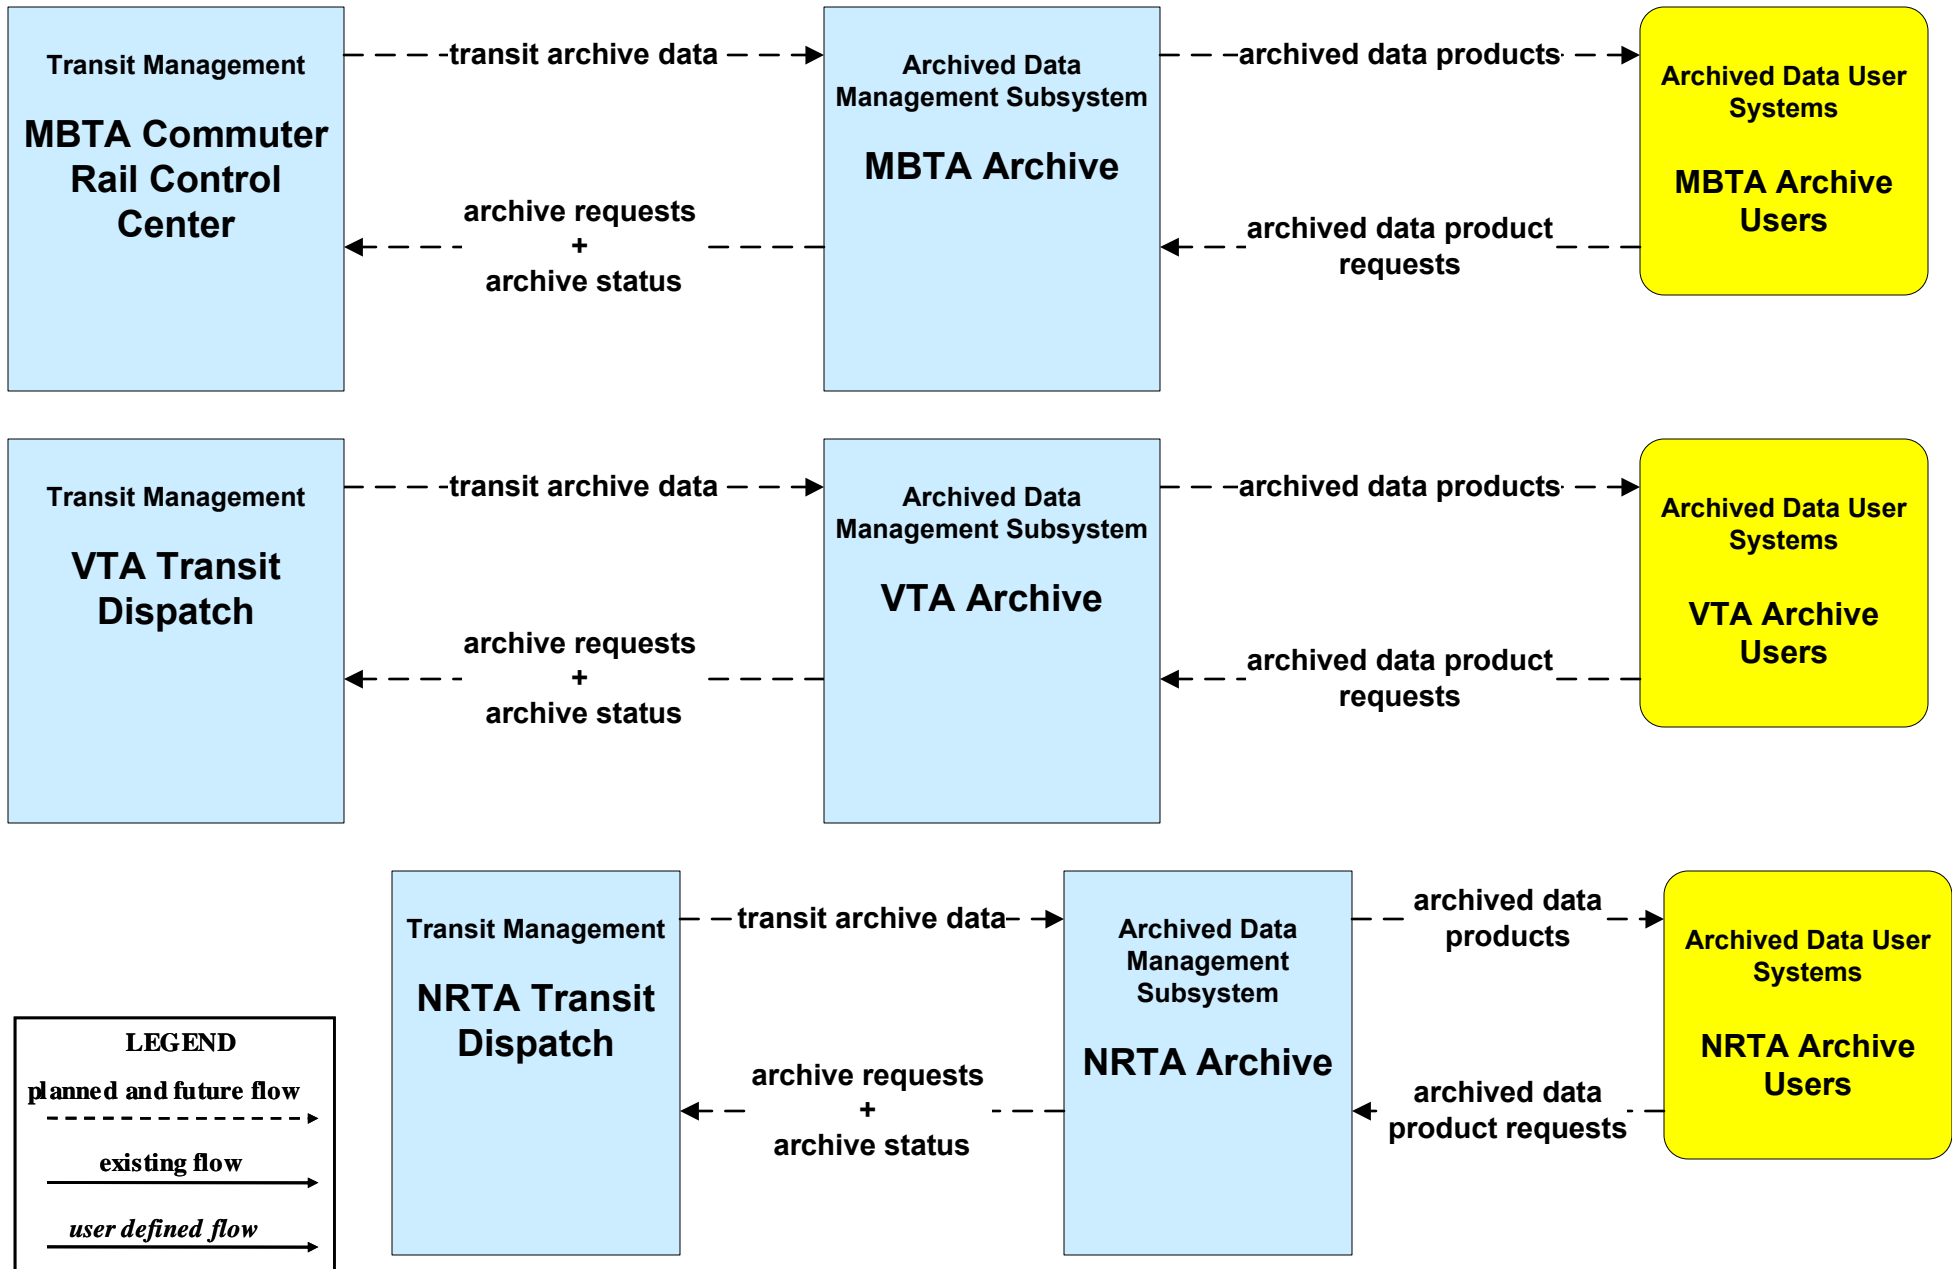 Transit Management
MBTA Commuter
Rail Control
Center
transit archive data
archive requests
+
archive status
Archived Data
Management Subsystem
MBTA Archive
archived data products
archived data product
requests
Archived Data User
Systems
MBTA Archive
Users
Transit Management
VTA Transit
Dispatch
transit archive data
archive requests
+
archive status
Archived Data
Management Subsystem
VTA Archive
archived data products
archived data product
requests
Archived Data User
Systems
VTA Archive
Users
Transit Management
NRTA Transit
Dispatch
transit archive data
archive requests
+
archive status
Archived Data
Management
Subsystem
NRTA Archive
archived data
products
archived data
product requests
Archived Data User
Systems
NRTA Archive
Users
LEGEND
planned and future flow
existing flow
user defined flow